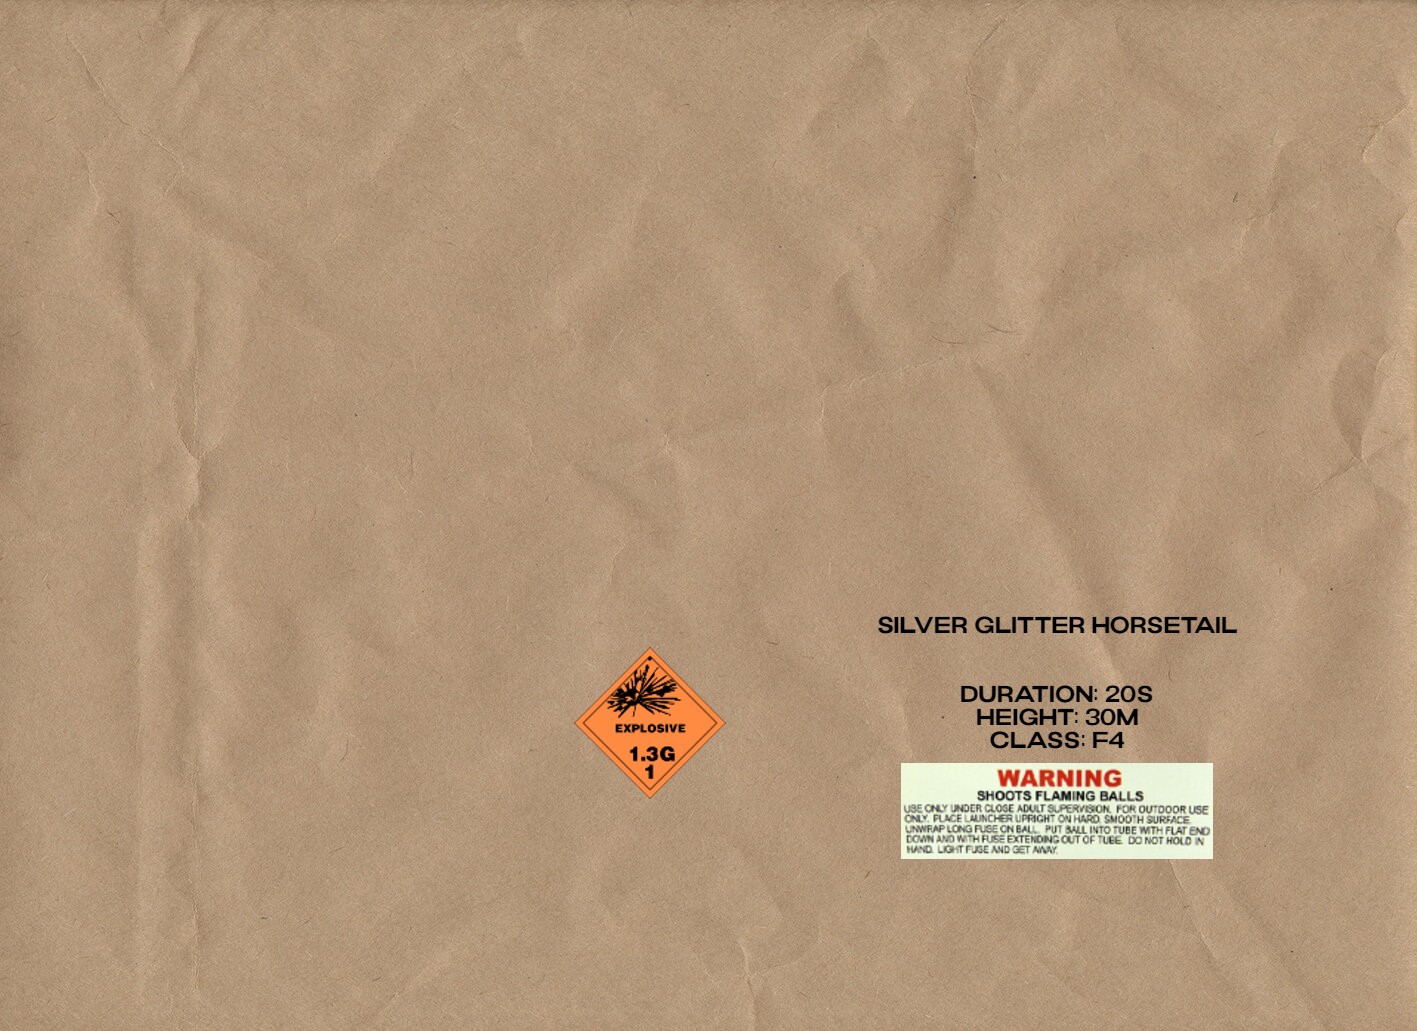 SILVER GLITTER HORSETAIL
DURATION: 20S
HEIGHT: 30M
CLASS: F4
EXPLOSIVE
1.3G
1
WARNING
SHOOTS FLAMING BALLS
USE ONLY UNDER CLOSE ADULT SUPERVISION. FOR OUTDOOR USE
ONLY. PLACE LAUNCHER UPRIGHT ON HARD, SMOOTH SURFACE.
UNWRAP LONG FUSE ON BALL. PUT BALL INTO TUBE WITH FLAT END
DOWN AND WITH FUSE EXTENDING OUT OF TUBE. DO NOT HOLD IN
HAND. LIGHT FUSE AND GET AWAY.